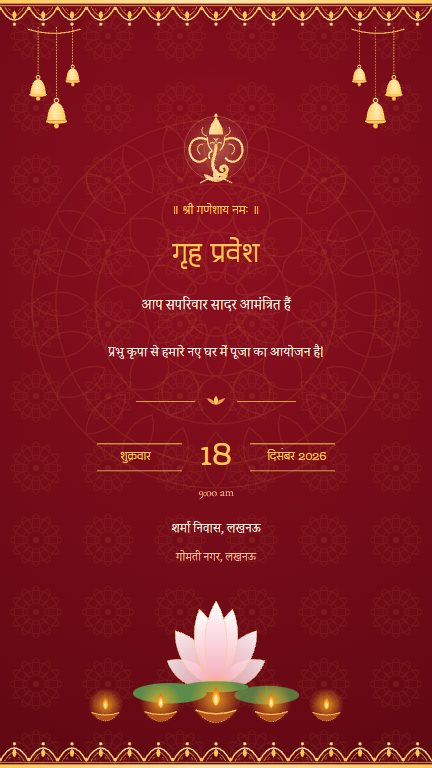 ॥ श्री गणेशाय नमः ॥
गृह प्रवेश
आप सपरिवार सादर आमंत्रित हैं
प्रभु कृपा से हमारे नए घर में पूजा का आयोजन है।
शुक्रवार 18 दिसंबर 2026
9:00 am
शर्मा निवास, लखनऊ
गोमती नगर, लखनऊ